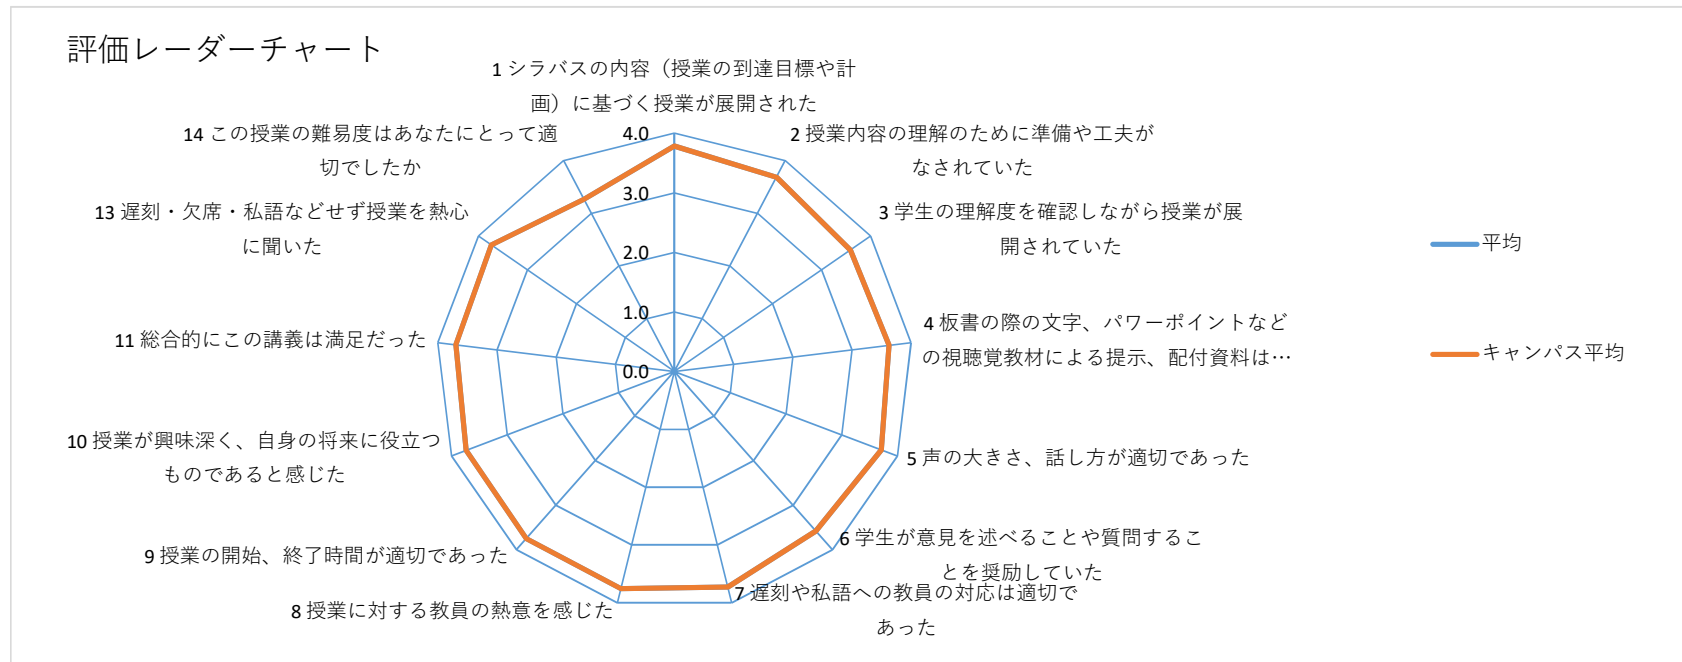 評価レーダーチャート
1 シラバスの内容（授業の到達目標や計
画）に基づく授業が展開された
2 授業内容の理解のために準備や工夫が
なされていた
3 学生の理解度を確認しながら授業が展
開されていた
4 板書の際の文字、パワーポイントなど
の視聴覚教材による提示、配付資料は…
5 声の大きさ、話し方が適切であった
6 学生が意見を述べることや質問するこ
とを奨励していた
7 遅刻や私語への教員の対応は適切で
あった
8 授業に対する教員の熱意を感じた
9 授業の開始、終了時間が適切であった
10 授業が興味深く、自身の将来に役立つ
ものであると感じた
11 総合的にこの講義は満足だった
13 遅刻・欠席・私語などせず授業を熱心
に聞いた
14 この授業の難易度はあなたにとって適
切でしたか
4.0
3.0
2.0
1.0
0.0
平均
キャンパス平均